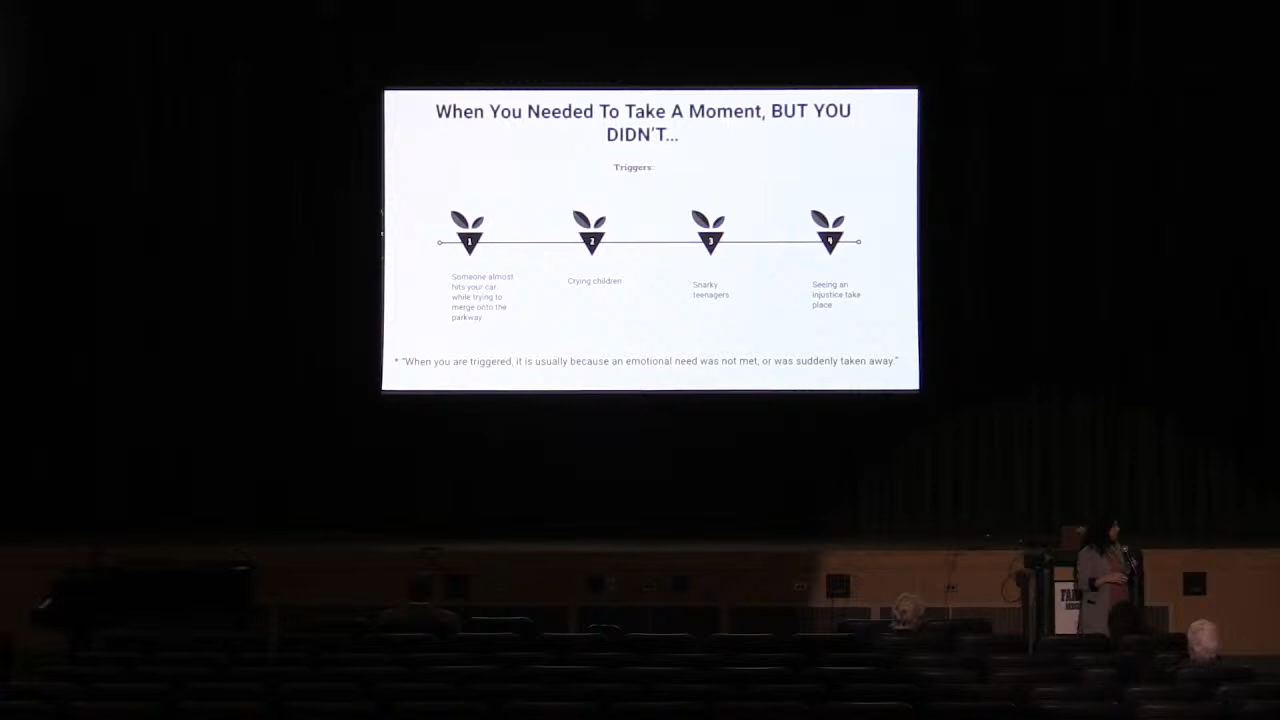 When You Needed To Take A Moment, BUT YOU
DIDN'T...
Triggers:
1
2
3
4
Someone almost
hits your car
while trying to
merge onto the
parkway
Crying children
Snarky
teenagers
Seeing an
injustice take
place
* "When you are triggered, it is usually because an emotional need was not met, or was suddenly taken away."